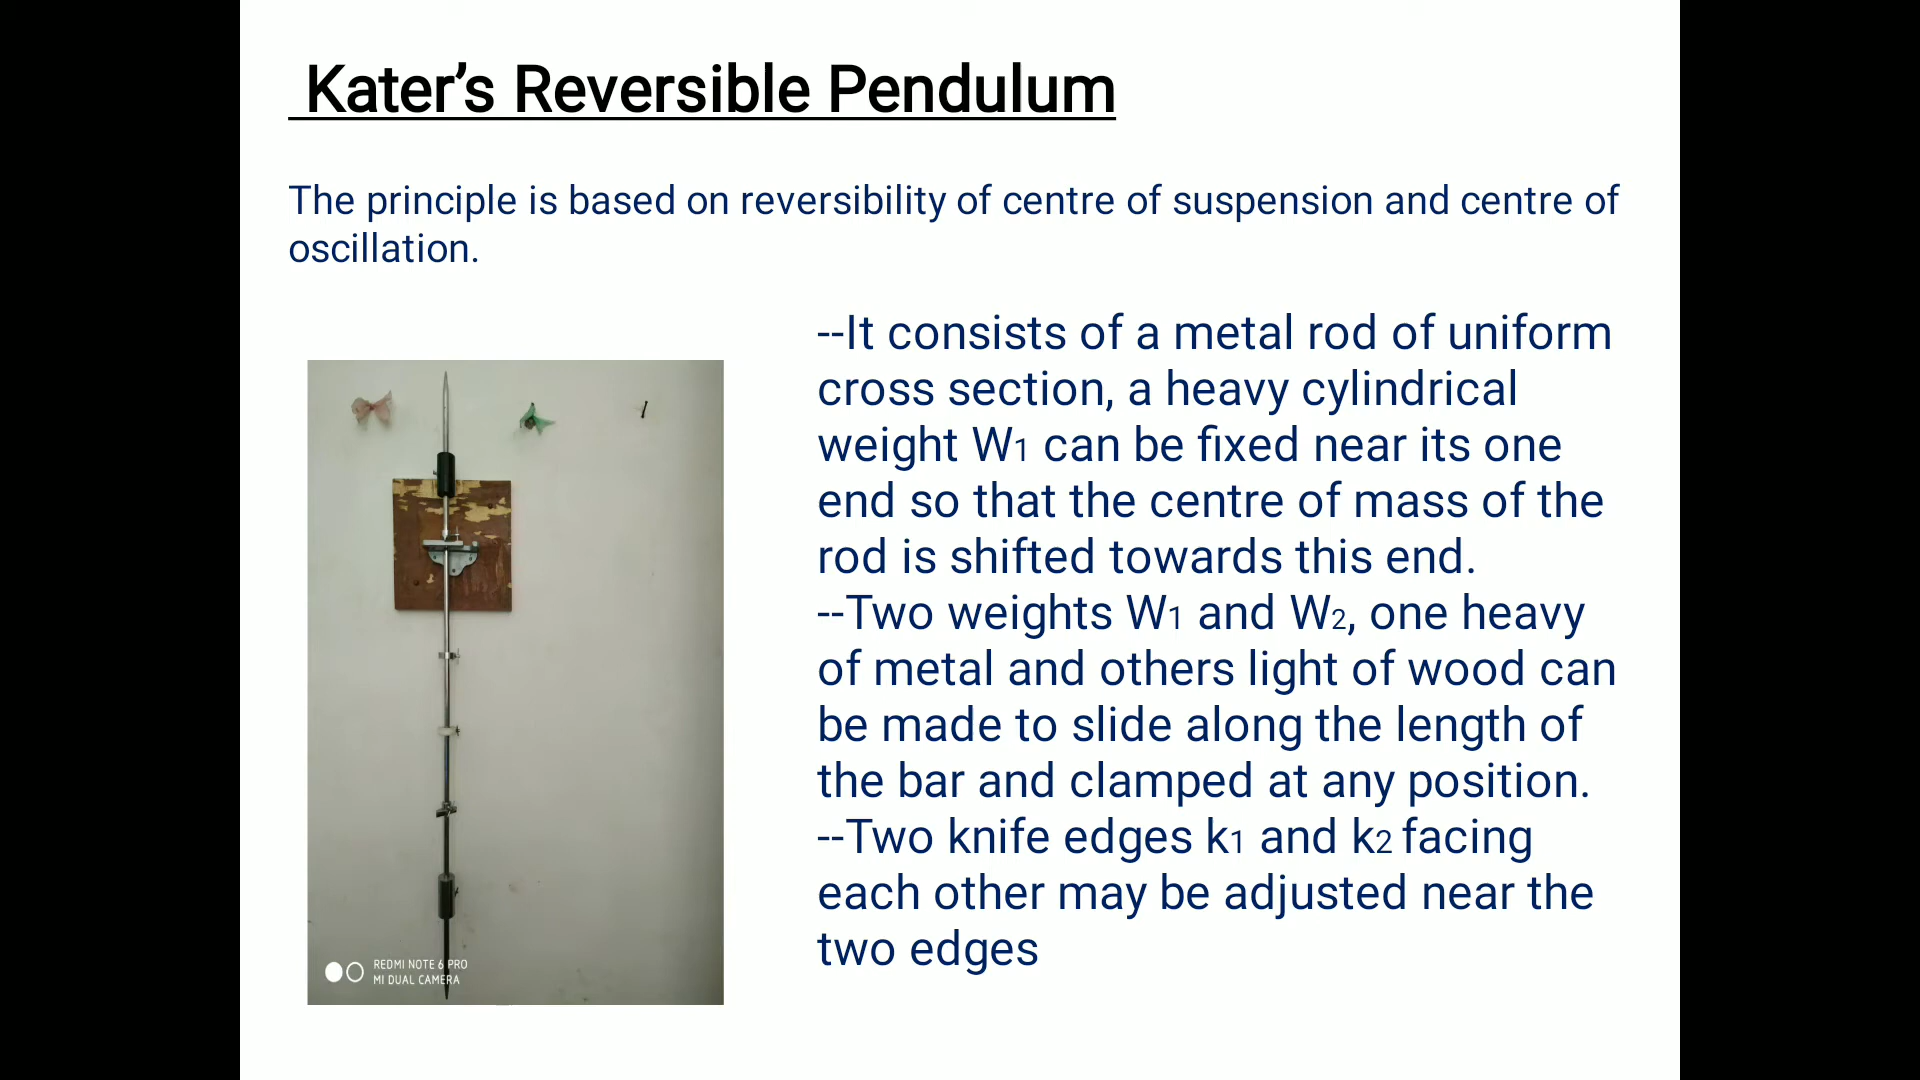 Kater’s Reversible Pendulum
The principle is based on reversibility of centre of suspension and centre of
oscillation.
--It consists of a metal rod of uniform
cross section, a heavy cylindrical
weight W1 can be fixed near its one
end so that the centre of mass of the
rod is shifted towards this end.
--Two weights W1 and W2, one heavy
of metal and others light of wood can
be made to slide along the length of
the bar and clamped at any position.
--Two knife edges k1 and k2 facing
each other may be adjusted near the
two edges
REDMI NOTE 6 PRO
MI DUAL CAMERA